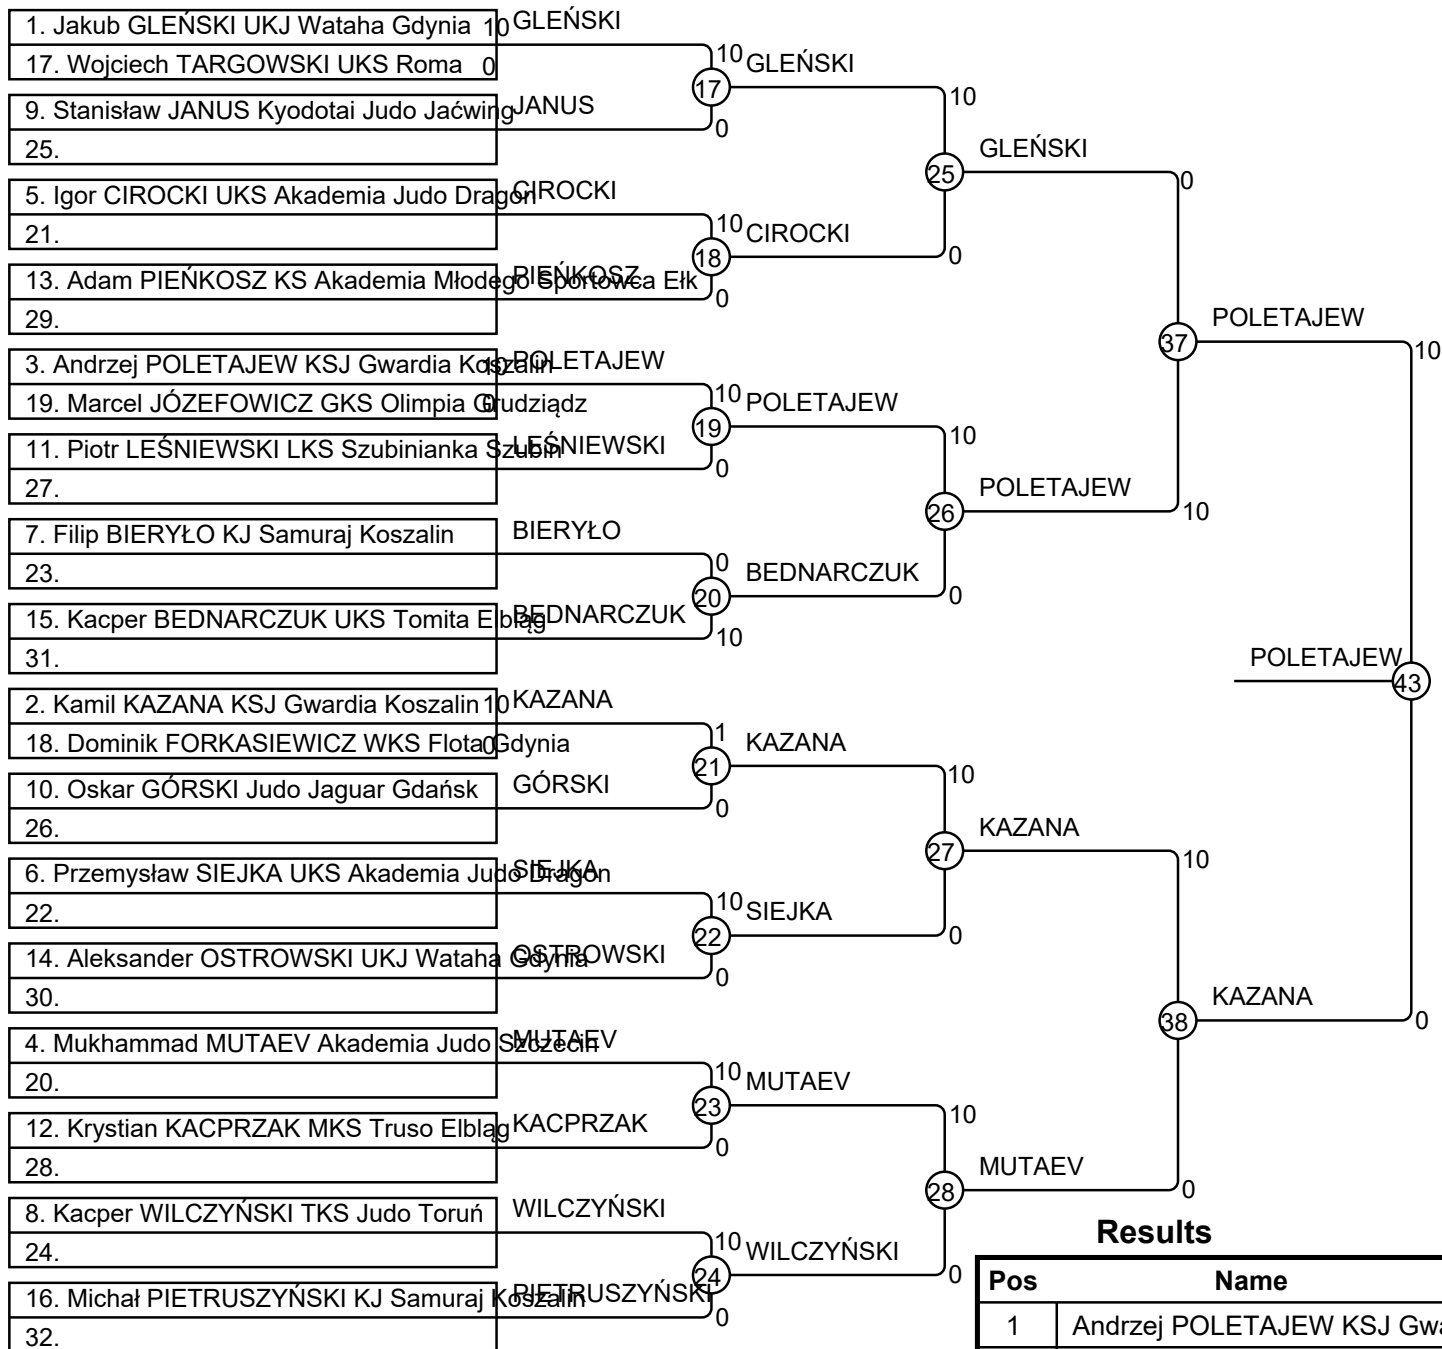 1. Jakub GLEŃSKI UKJ Wataha Gdynia 10
17. Wojciech TARGOWSKI UKS Roma 0
9. Stanisław JANUS Kyodotai Judo Jaćwing
25.
5. Igor CIROCKI UKS Akademia Judo Dragon
21.
13. Adam PIEŃKOSZ KS Akademia Młodego Sportowca Ełk
29.
3. Andrzej POLETAJEW KSJ Gwardia Koszalin 10
19. Marcel JÓZEFOWICZ GKS Olimpia Grudziądz 0
11. Piotr LEŚNIEWSKI LKS Szubinianka Szubin
27.
7. Filip BIERYŁO KJ Samuraj Koszalin
23.
15. Kacper BEDNARCZUK UKS Tomita Elbląg
31.
2. Kamil KAZANA KSJ Gwardia Koszalin 10
18. Dominik FORKASIEWICZ WKS Flota Gdynia 0
10. Oskar GÓRSKI Judo Jaguar Gdańsk
26.
6. Przemysław SIEJKA UKS Akademia Judo Dragon
22.
14. Aleksander OSTROWSKI UKJ Wataha Gdynia
30.
4. Mukhammad MUTAEV Akademia Judo Szczecin
20.
12. Krystian KACPRZAK MKS Truso Elbląg
28.
8. Kacper WILCZYŃSKI TKS Judo Toruń
24.
16. Michał PIETRUSZYŃSKI KJ Samuraj Koszalin
32.
GLEŃSKI
10
17
JANUS
0
CIROCKI
10
18
PIEŃKOSZ
0
POLETAJEW
10
19
LEŚNIEWSKI
0
BIERYŁO
0
20
BEDNARCZUK
10
KAZANA
1
21
GÓRSKI
0
SIEJKA
10
22
OSTROWSKI
0
MUTAEV
10
23
KACPRZAK
0
WILCZYŃSKI
10
24
PIETRUSZYŃSKI
0
GLEŃSKI
10
25
CIROCKI
0
POLETAJEW
10
26
BEDNARCZUK
0
KAZANA
10
27
SIEJKA
0
MUTAEV
10
28
WILCZYŃSKI
0
GLEŃSKI
0
37
POLETAJEW
10
KAZANA
10
38
MUTAEV
0
POLETAJEW
10
POLETAJEW
43
KAZANA
0
Results
Pos Name
1 Andrzej POLETAJEW KSJ Gwa